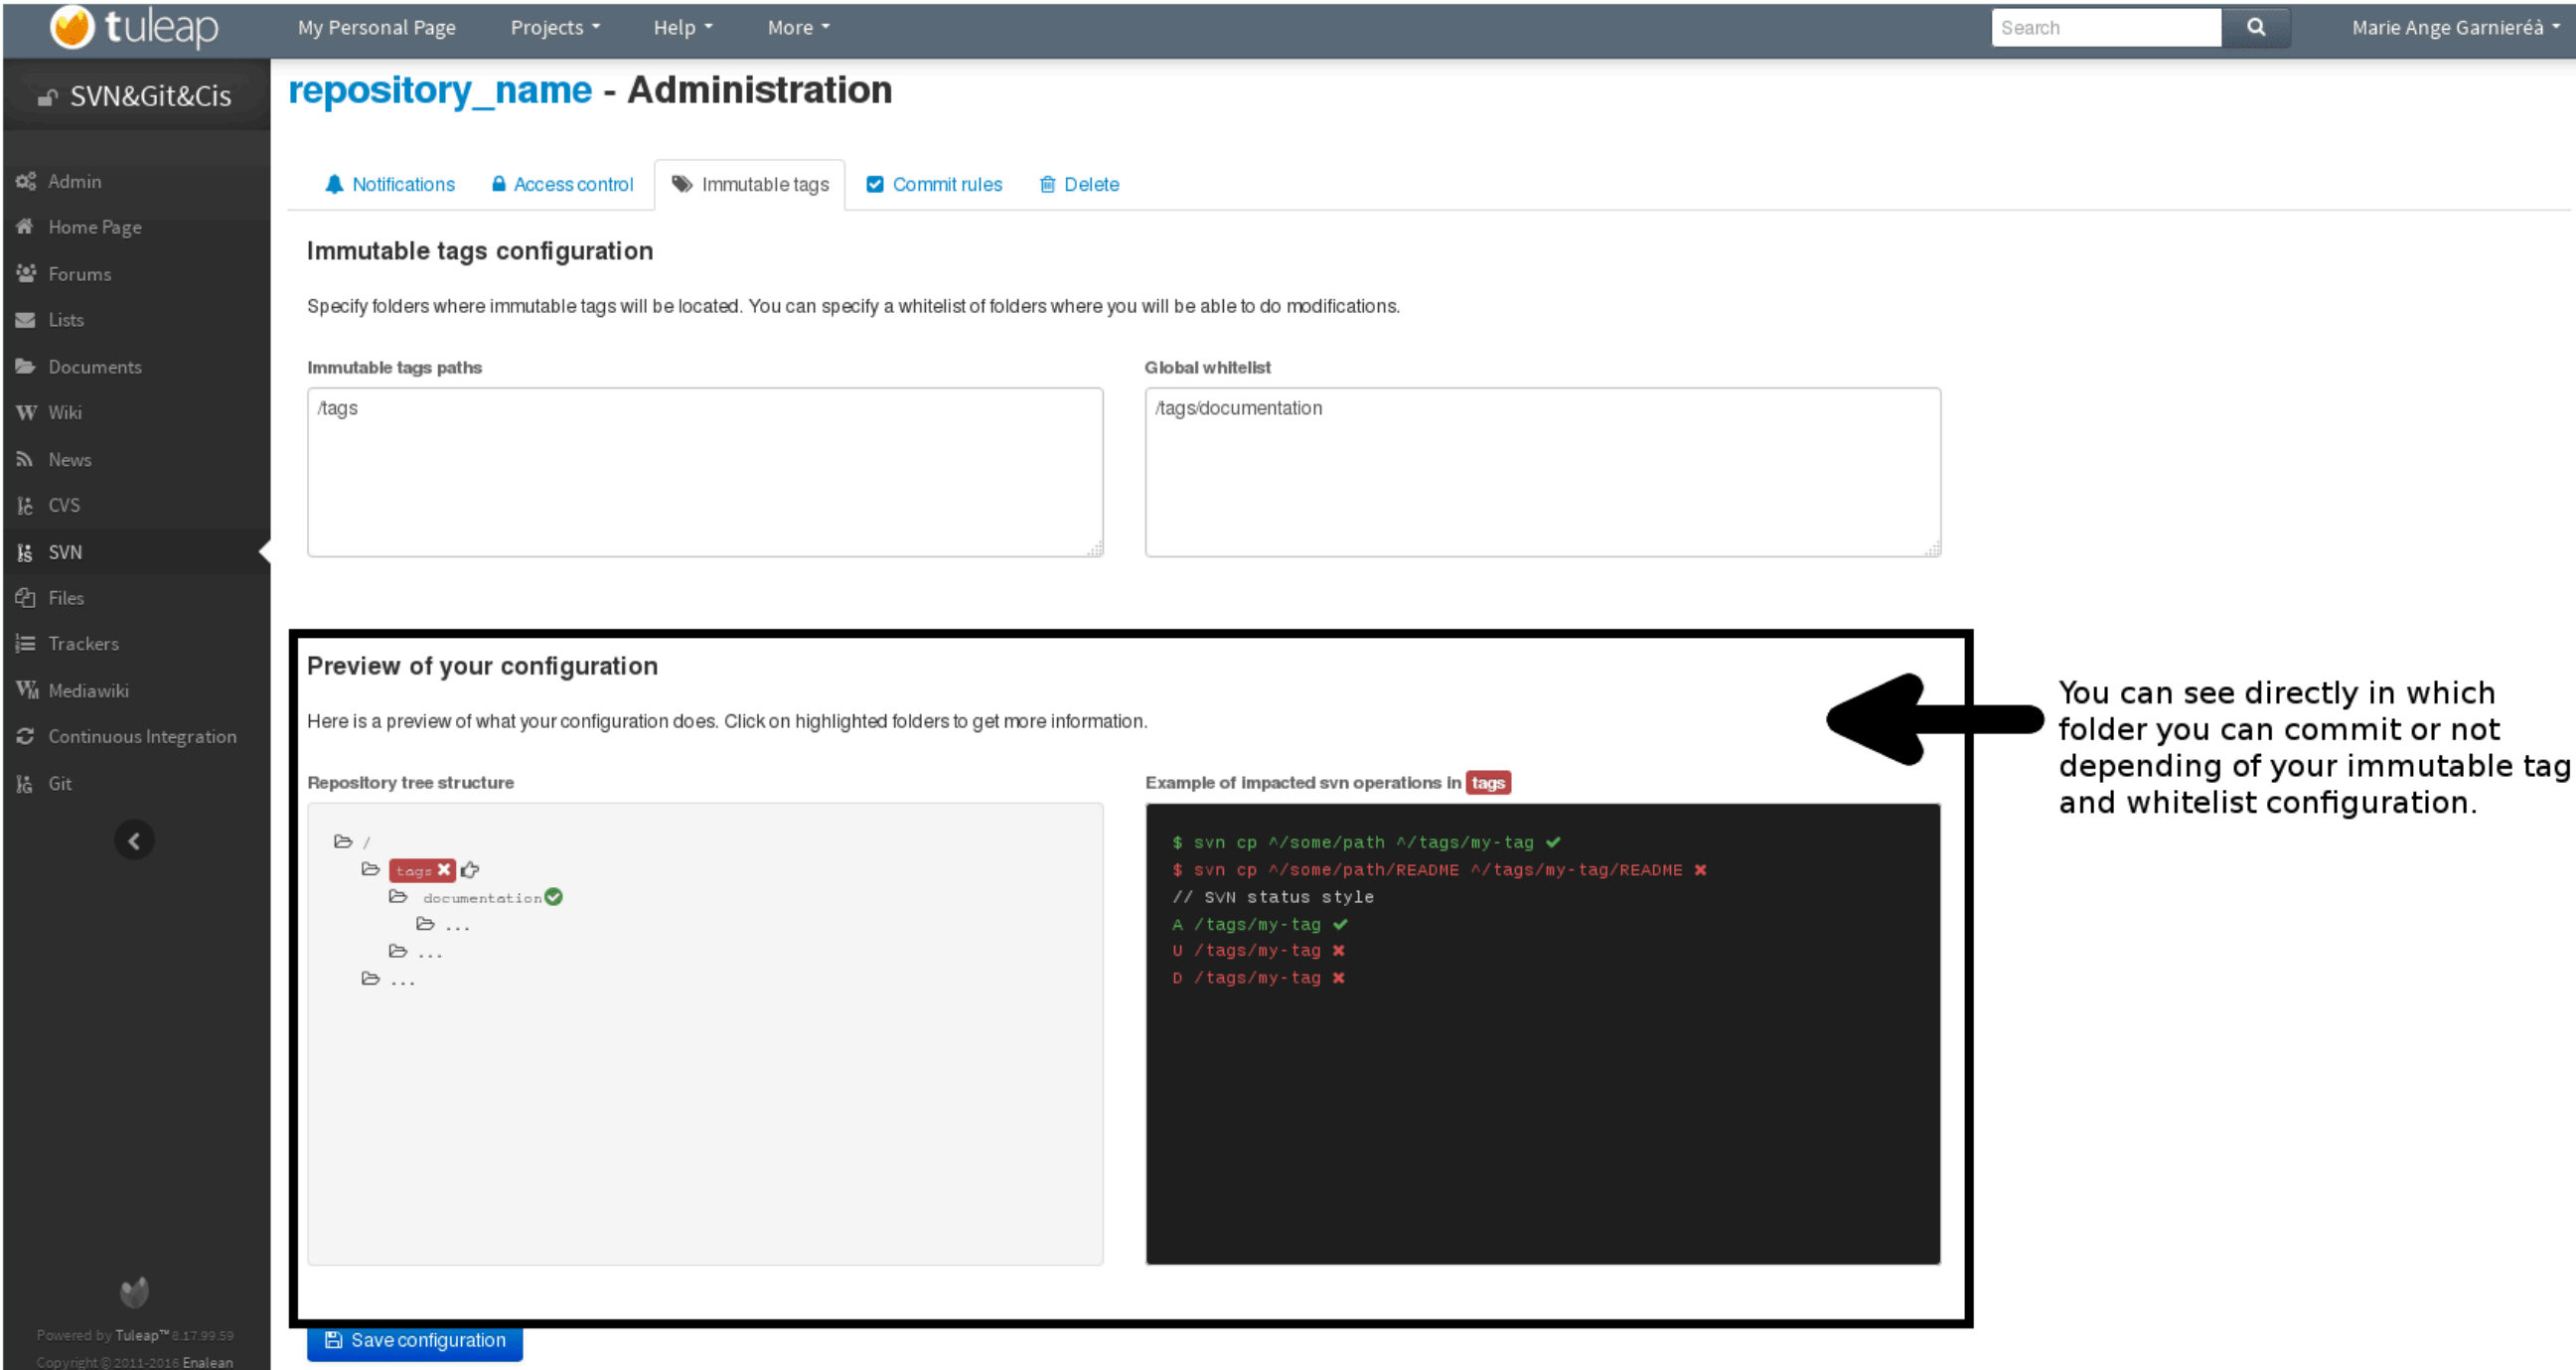 tuleap My Personal Page Projects Help More Search Marie Ange Garnieréà
SVN&Git&Cis
Admin
Home Page
Forums
Lists
Documents
Wiki
News
CVS
SVN
Files
Trackers
Mediawiki
Continuous Integration
Git
Powered by Tuleap™ 8.17.99.59
Copyright © 2011-2016 Enalean
repository_name - Administration
Notifications Access control Immutable tags Commit rules Delete
Immutable tags configuration
Specify folders where immutable tags will be located. You can specify a whitelist of folders where you will be able to do modifications.
Immutable tags paths
/tags
Global whitelist
/tags/documentation
Preview of your configuration
Here is a preview of what your configuration does. Click on highlighted folders to get more information.
Repository tree structure
/
tags
documentation
...
...
...
Example of impacted svn operations in tags
$ svn cp ^/some/path ^/tags/my-tag
$ svn cp ^/some/path/README ^/tags/my-tag/README
// SVN status style
A /tags/my-tag
U /tags/my-tag
D /tags/my-tag
Save configuration
You can see directly in which
folder you can commit or not
depending of your immutable tag
and whitelist configuration.